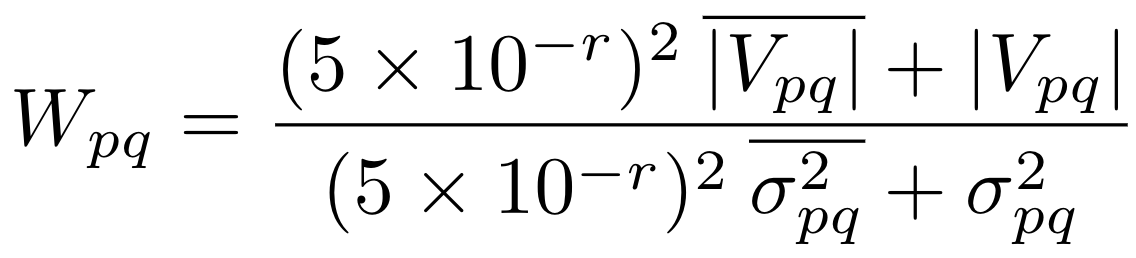 W_{pq} = \frac{(5 \times 10^{-r})^2 \, \overline{|V_{pq}|} + |V_{pq}|}{(5 \times 10^{-r})^2 \, \overline{\sigma_{pq}^2} + \sigma_{pq}^2}